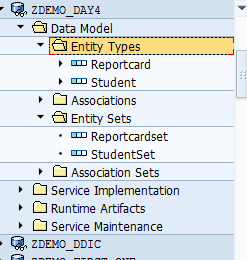 ZDEMO_DAY4
Data Model
Entity Types
Reportcard
Student
Associations
Entity Sets
Reportcardset
StudentSet
Association Sets
Service Implementation
Runtime Artifacts
Service Maintenance
ZDEMO_DDIC
ZDEMO_FIRST_ONE